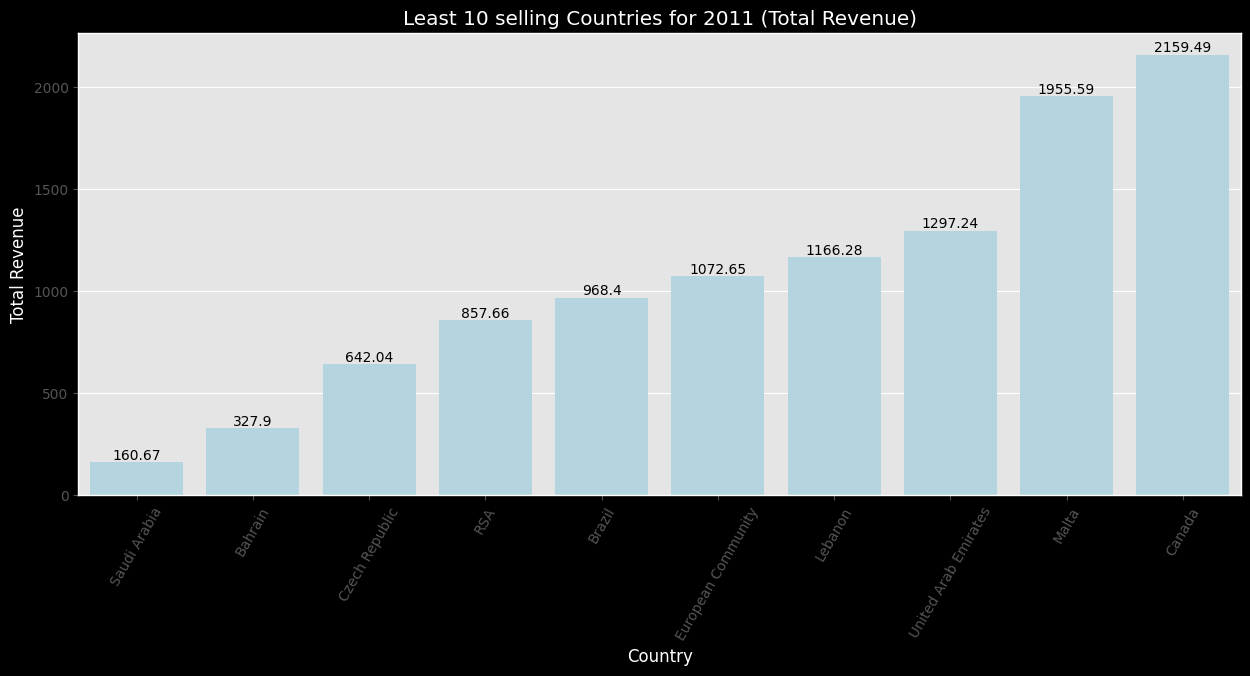 Least 10 selling Countries for 2011 (Total Revenue)
Total Revenue
2000
1500
1000
500
0
160.67
327.9
642.04
857.66
968.4
1072.65
1166.28
1297.24
1955.59
2159.49
Saudi Arabia
Bahrain
Czech Republic
RSA
Brazil
European Community
Lebanon
United Arab Emirates
Malta
Canada
Country